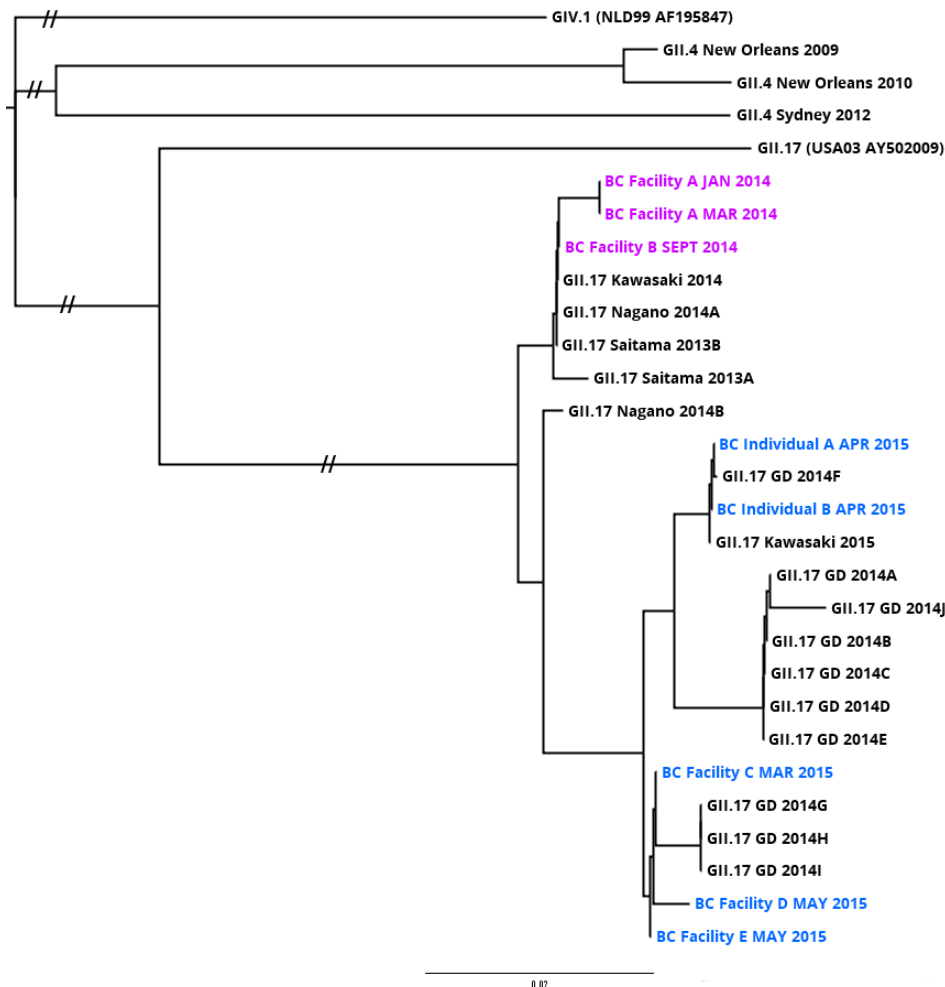 GIV.1 (NLD99 AF195847)
GII.4 New Orleans 2009
GII.4 New Orleans 2010
GII.4 Sydney 2012
GII.17 (USA03 AY502009)
BC Facility A JAN 2014
BC Facility A MAR 2014
BC Facility B SEPT 2014
GII.17 Kawasaki 2014
GII.17 Nagano 2014A
GII.17 Saitama 2013B
GII.17 Saitama 2013A
GII.17 Nagano 2014B
BC Individual A APR 2015
GII.17 GD 2014F
BC Individual B APR 2015
GII.17 Kawasaki 2015
GII.17 GD 2014A
GII.17 GD 2014J
GII.17 GD 2014B
GII.17 GD 2014C
GII.17 GD 2014D
GII.17 GD 2014E
BC Facility C MAR 2015
GII.17 GD 2014G
GII.17 GD 2014H
GII.17 GD 2014I
BC Facility D MAY 2015
BC Facility E MAY 2015
0.02